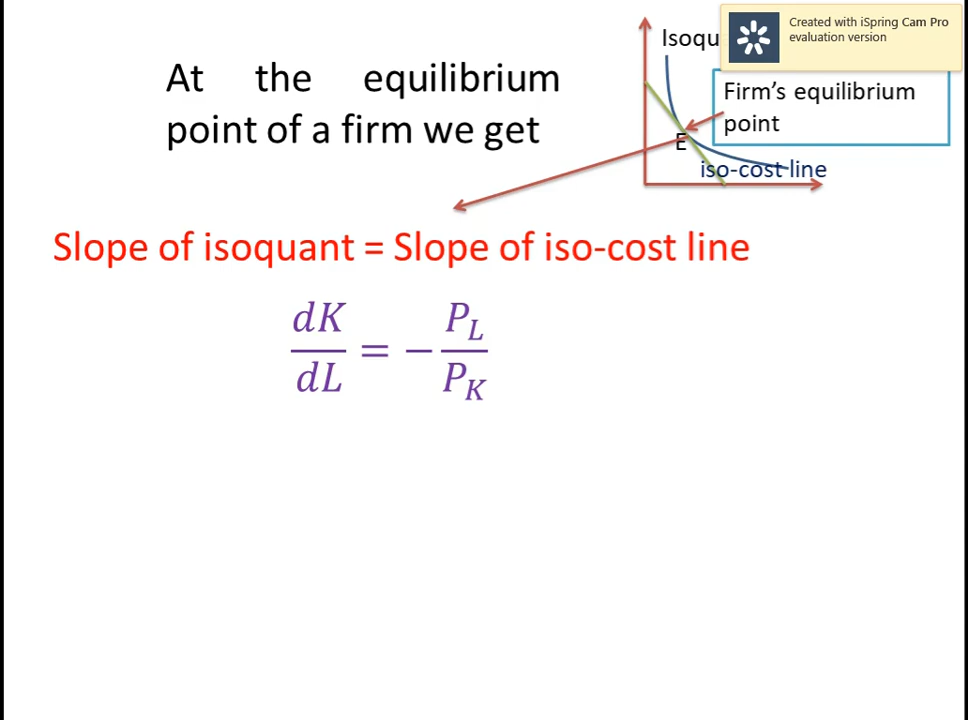 At the equilibrium
point of a firm we get
Isoqu
Created with iSpring Cam Pro
evaluation version
Firm's equilibrium
point
E
iso-cost line
Slope of isoquant = Slope of iso-cost line
dK/dL = − P_L/P_K